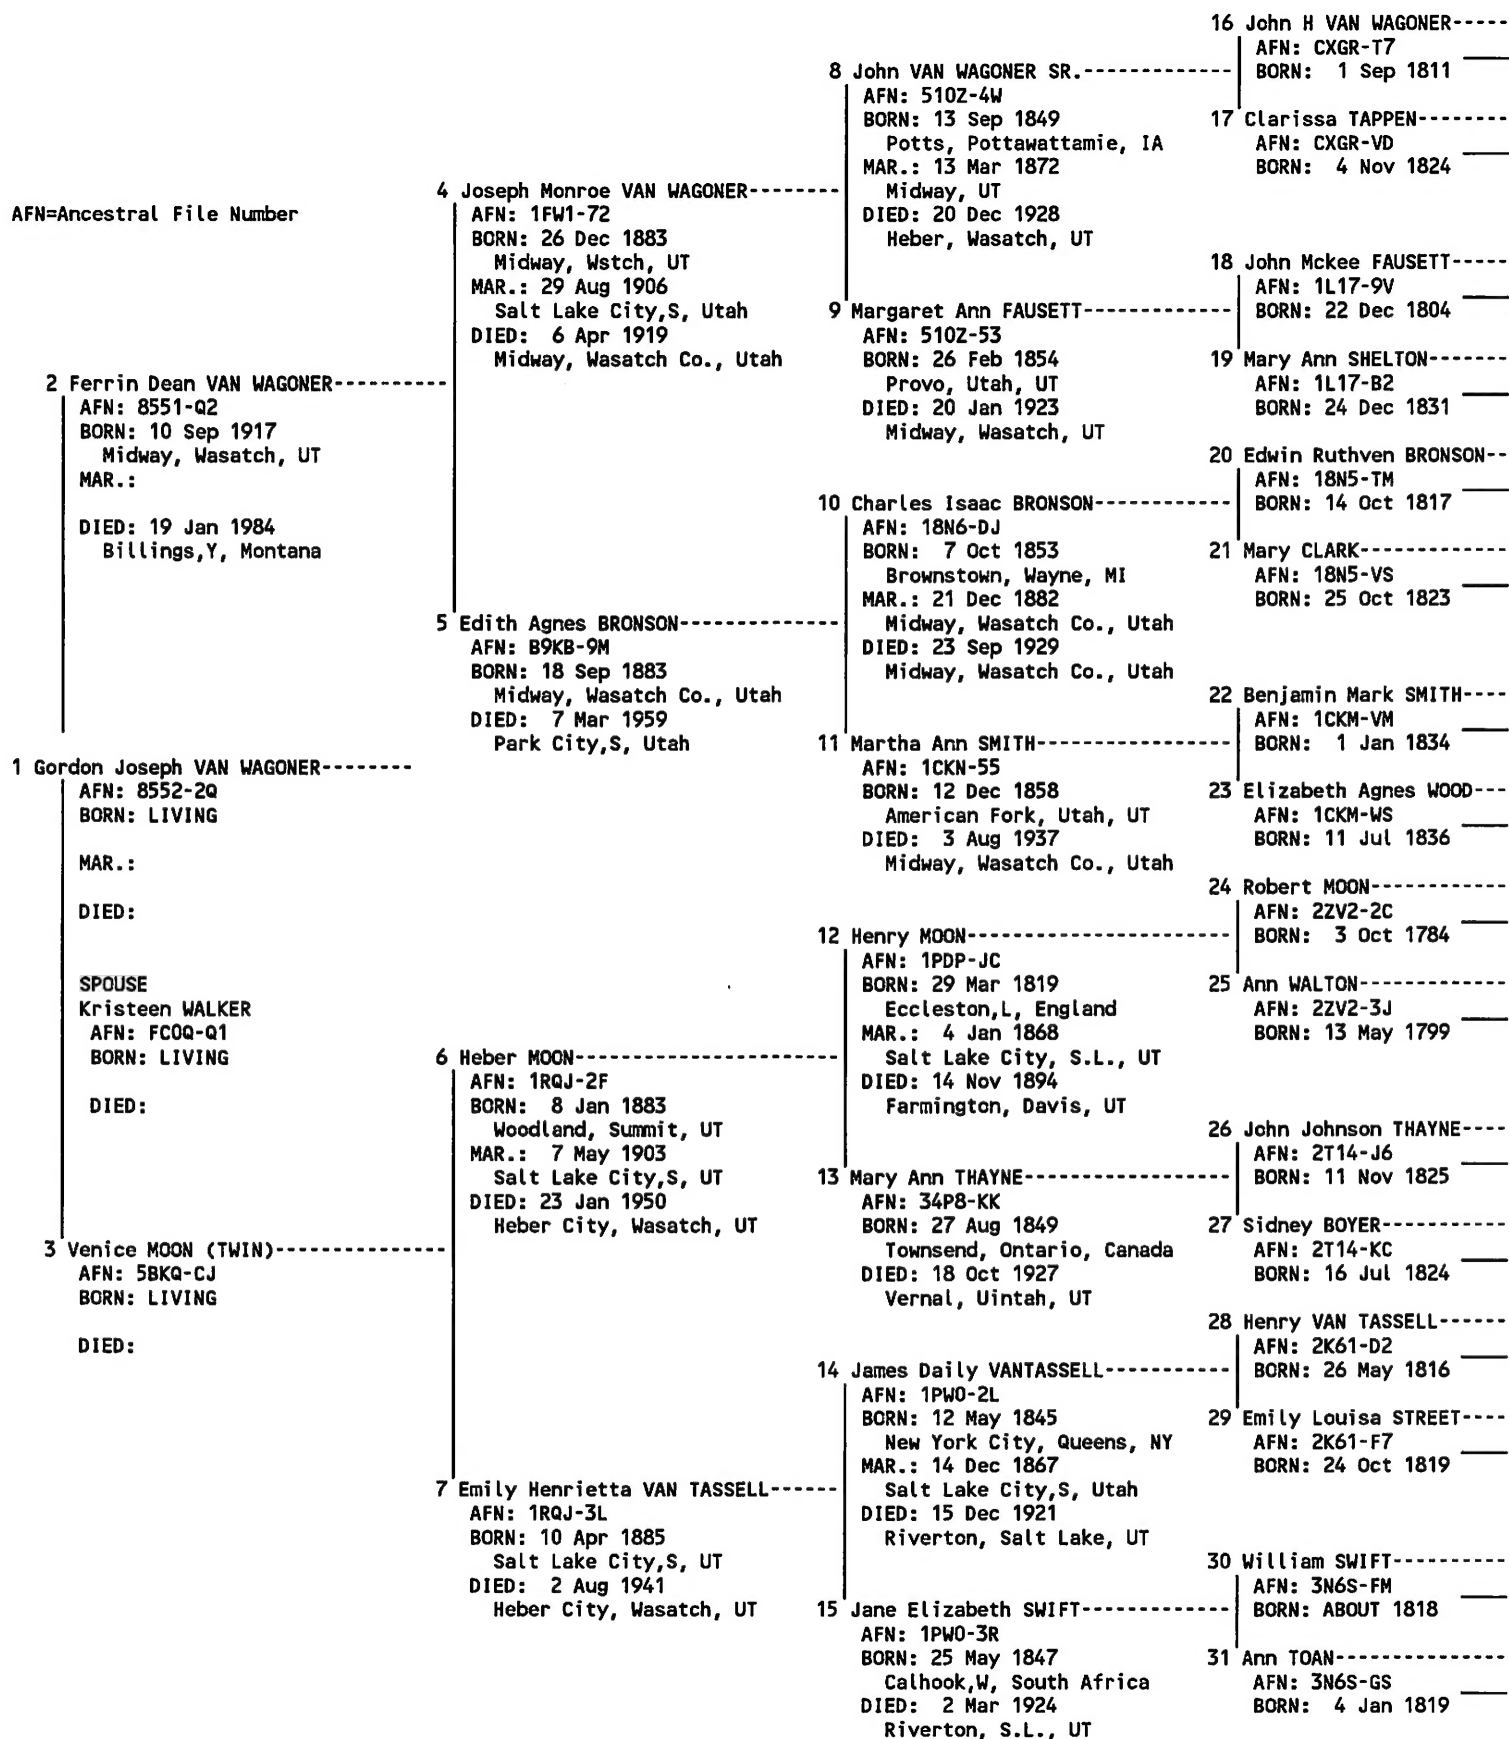 AFN=Ancestral File Number
1 Gordon Joseph VAN WAGONER--------
AFN: 8552-2Q
BORN: LIVING
MAR.:
DIED:
SPOUSE
Kristeen WALKER
AFN: FC0Q-Q1
BORN: LIVING
DIED:
2 Ferrin Dean VAN WAGONER----------
AFN: 8551-Q2
BORN: 10 Sep 1917
Midway, Wasatch, UT
MAR.:
DIED: 19 Jan 1984
Billings,Y, Montana
3 Venice MOON (TWIN)---------------
AFN: 5BKQ-CJ
BORN: LIVING
DIED:
4 Joseph Monroe VAN WAGONER--------
AFN: 1FW1-72
BORN: 26 Dec 1883
Midway, Wstch, UT
MAR.: 29 Aug 1906
Salt Lake City,S, Utah
DIED:  6 Apr 1919
Midway, Wasatch Co., Utah
5 Edith Agnes BRONSON--------------
AFN: B9KB-9M
BORN: 18 Sep 1883
Midway, Wasatch Co., Utah
DIED:  7 Mar 1959
Park City,S, Utah
6 Heber MOON-----------------------
AFN: 1RQJ-2F
BORN:  8 Jan 1883
Woodland, Summit, UT
MAR.:  7 May 1903
Salt Lake City,S, UT
DIED: 23 Jan 1950
Heber City, Wasatch, UT
7 Emily Henrietta VAN TASSELL------
AFN: 1RQJ-3L
BORN: 10 Apr 1885
Salt Lake City,S, UT
DIED:  2 Aug 1941
Heber City, Wasatch, UT
8 John VAN WAGONER SR.-------------
AFN: 510Z-4W
BORN: 13 Sep 1849
Potts, Pottawattamie, IA
MAR.: 13 Mar 1872
Midway, UT
DIED: 20 Dec 1928
Heber, Wasatch, UT
9 Margaret Ann FAUSETT-------------
AFN: 510Z-53
BORN: 26 Feb 1854
Provo, Utah, UT
DIED: 20 Jan 1923
Midway, Wasatch, UT
10 Charles Isaac BRONSON------------
AFN: 18N6-DJ
BORN:  7 Oct 1853
Brownstown, Wayne, MI
MAR.: 21 Dec 1882
Midway, Wasatch Co., Utah
DIED: 23 Sep 1929
Midway, Wasatch Co., Utah
11 Martha Ann SMITH-----------------
AFN: 1CKN-55
BORN: 12 Dec 1858
American Fork, Utah, UT
DIED:  3 Aug 1937
Midway, Wasatch Co., Utah
12 Henry MOON-----------------------
AFN: 1PDP-JC
BORN: 29 Mar 1819
Eccleston,L, England
MAR.:  4 Jan 1868
Salt Lake City, S.L., UT
DIED: 14 Nov 1894
Farmington, Davis, UT
13 Mary Ann THAYNE------------------
AFN: 34P8-KK
BORN: 27 Aug 1849
Townsend, Ontario, Canada
DIED: 18 Oct 1927
Vernal, Uintah, UT
14 James Daily VANTASSELL-----------
AFN: 1PW0-2L
BORN: 12 May 1845
New York City, Queens, NY
MAR.: 14 Dec 1867
Salt Lake City,S, Utah
DIED: 15 Dec 1921
Riverton, Salt Lake, UT
15 Jane Elizabeth SWIFT-------------
AFN: 1PW0-3R
BORN: 25 May 1847
Calhook,W, South Africa
DIED:  2 Mar 1924
Riverton, S.L., UT
16 John H VAN WAGONER-----
AFN: CXGR-T7
BORN:  1 Sep 1811
17 Clarissa TAPPEN--------
AFN: CXGR-VD
BORN:  4 Nov 1824
18 John Mckee FAUSETT-----
AFN: 1L17-9V
BORN: 22 Dec 1804
19 Mary Ann SHELTON-------
AFN: 1L17-B2
BORN: 24 Dec 1831
20 Edwin Ruthven BRONSON--
AFN: 18N5-TM
BORN: 14 Oct 1817
21 Mary CLARK-------------
AFN: 18N5-VS
BORN: 25 Oct 1823
22 Benjamin Mark SMITH----
AFN: 1CKM-VM
BORN:  1 Jan 1834
23 Elizabeth Agnes WOOD---
AFN: 1CKM-WS
BORN: 11 Jul 1836
24 Robert MOON------------
AFN: 2ZV2-2C
BORN:  3 Oct 1784
25 Ann WALTON-------------
AFN: 2ZV2-3J
BORN: 13 May 1799
26 John Johnson THAYNE----
AFN: 2T14-J6
BORN: 11 Nov 1825
27 Sidney BOYER-----------
AFN: 2T14-KC
BORN: 16 Jul 1824
28 Henry VAN TASSELL------
AFN: 2K61-D2
BORN: 26 May 1816
29 Emily Louisa STREET----
AFN: 2K61-F7
BORN: 24 Oct 1819
30 William SWIFT----------
AFN: 3N6S-FM
BORN: ABOUT 1818
31 Ann TOAN---------------
AFN: 3N6S-GS
BORN:  4 Jan 1819